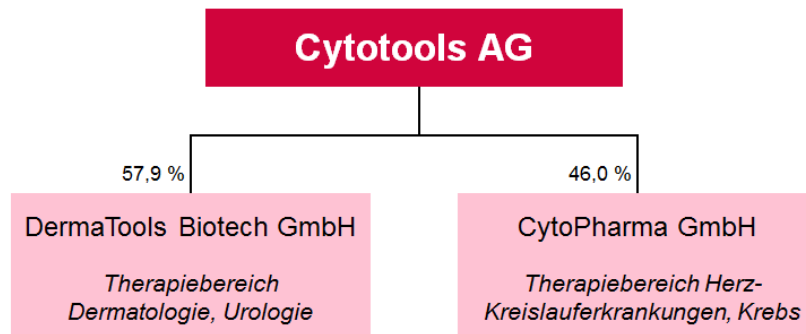 Cytotools AG
57,9 %
46,0 %
DermaTools Biotech GmbH
Therapiebereich
Dermatologie, Urologie
CytoPharma GmbH
Therapiebereich Herz-
Kreislauferkrankungen, Krebs